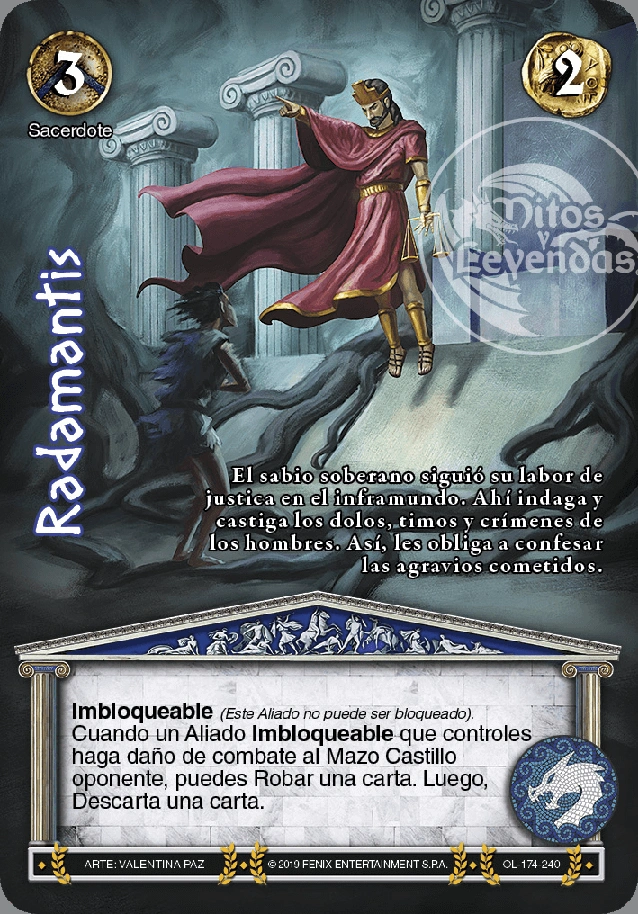 3
2
Sacerdote
Mitos
y
Leyendas
Radamantis
El sabio soberano siguió su labor de
justica en el inframundo. Ahí indaga y
castiga los dolos, timos y crímenes de
los hombres. Así, les obliga a confesar
las agravios cometidos.
Imbloqueable (Este Aliado no puede ser bloqueado).
Cuando un Aliado Imbloqueable que controles
haga daño de combate al Mazo Castillo
oponente, puedes Robar una carta. Luego,
Descarta una carta.
ARTE: VALENTINA PAZ
© 2019 FENIX ENTERTAINMENT S.P.A.
OL-174-240